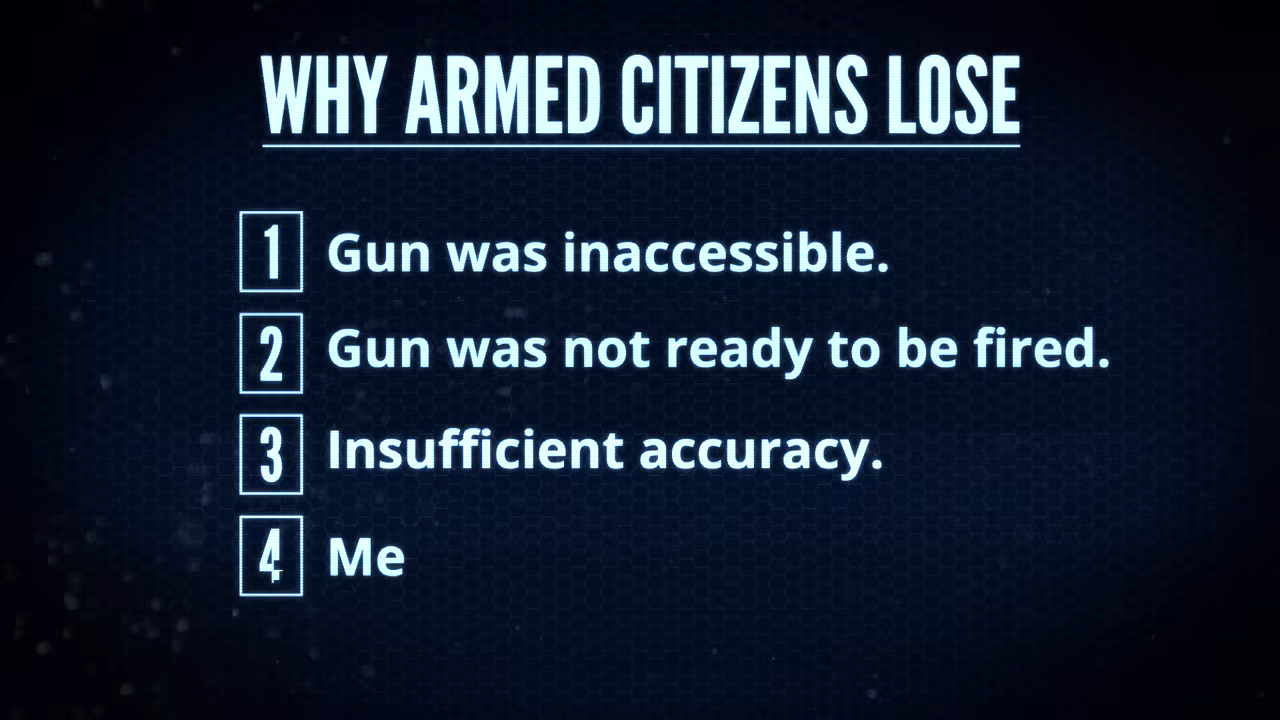 WHY ARMED CITIZENS LOSE
1 Gun was inaccessible.
2 Gun was not ready to be fired.
3 Insufficient accuracy.
4 Me